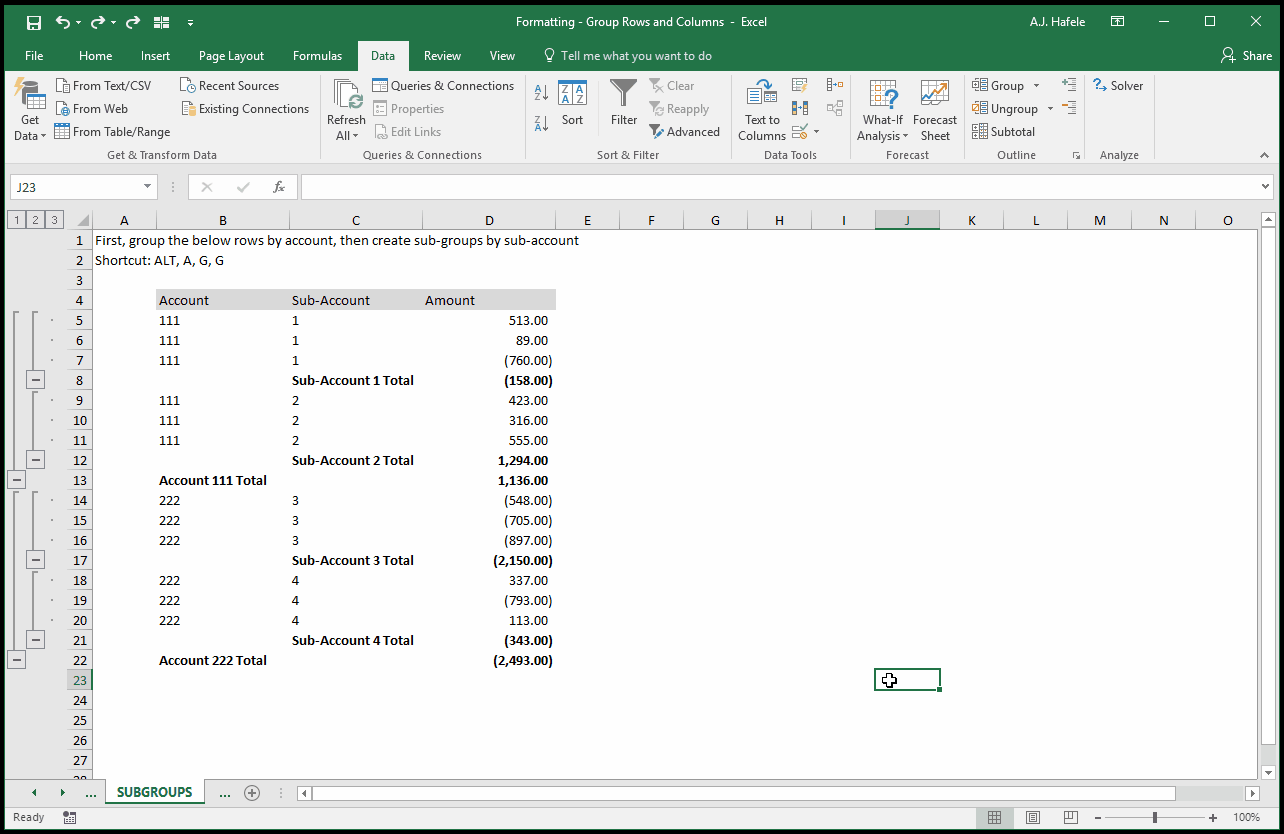 Formatting - Group Rows and Columns - Excel
A.J. Hafele
File Home Insert Page Layout Formulas Data Review View Tell me what you want to do Share
Get Data
From Text/CSV
From Web
From Table/Range
Recent Sources
Existing Connections
Get & Transform Data
Refresh All
Queries & Connections
Properties
Edit Links
Queries & Connections
Sort
Filter
Clear
Reapply
Advanced
Sort & Filter
Text to Columns
Data Tools
What-If Analysis
Forecast Sheet
Forecast
Group
Ungroup
Subtotal
Outline
Solver
Analyze
J23 fx
1 2 3 A B C D E F G H I J K L M N O
1 First, group the below rows by account, then create sub-groups by sub-account
2 Shortcut: ALT, A, G, G
3
4 Account Sub-Account Amount
5 111 1 513.00
6 111 1 89.00
7 111 1 (760.00)
8 Sub-Account 1 Total (158.00)
9 111 2 423.00
10 111 2 316.00
11 111 2 555.00
12 Sub-Account 2 Total 1,294.00
13 Account 111 Total 1,136.00
14 222 3 (548.00)
15 222 3 (705.00)
16 222 3 (897.00)
17 Sub-Account 3 Total (2,150.00)
18 222 4 337.00
19 222 4 (793.00)
20 222 4 113.00
21 Sub-Account 4 Total (343.00)
22 Account 222 Total (2,493.00)
23
24
25
26
27
28
... SUBGROUPS ...
Ready 100%